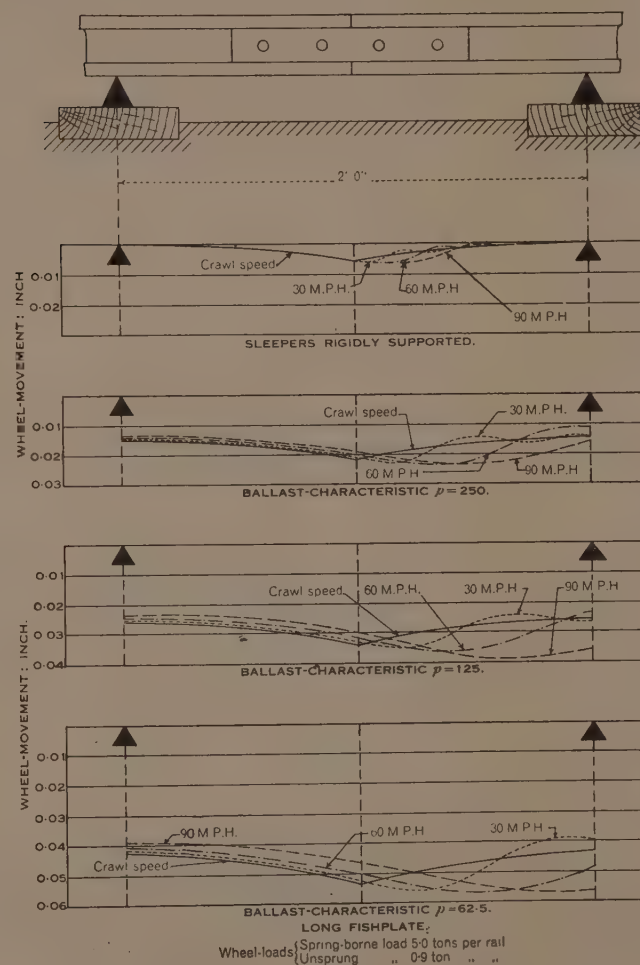 2' 0"
WHEEL-MOVEMENT: INCH
0·01
0·02
Crawl speed
30 M.P.H.
60 M.P.H
90 M.P.H
SLEEPERS RIGIDLY SUPPORTED.
0·01
0·02
0·03
Crawl speed
30 M.P.H.
60 M P H
90 M.P.H.
BALLAST-CHARACTERISTIC p=250.
WHEEL-MOVEMENT: INCH.
0·01
0·02
0·03
0·04
Crawl speed
60 M.P.H.
30 M.P.H
90 M.P.H
BALLAST-CHARACTERISTIC p=125.
0·01
0·02
0·03
0·04
0·05
0·06
90 M P.H.
Crawl speed
60 M.P.H
30 M P H
BALLAST-CHARACTERISTIC p=62·5.
LONG FISHPLATE.
Wheel-loads { Spring-borne load 5·0 tons per rail
Unsprung „ 0·9 ton „ „